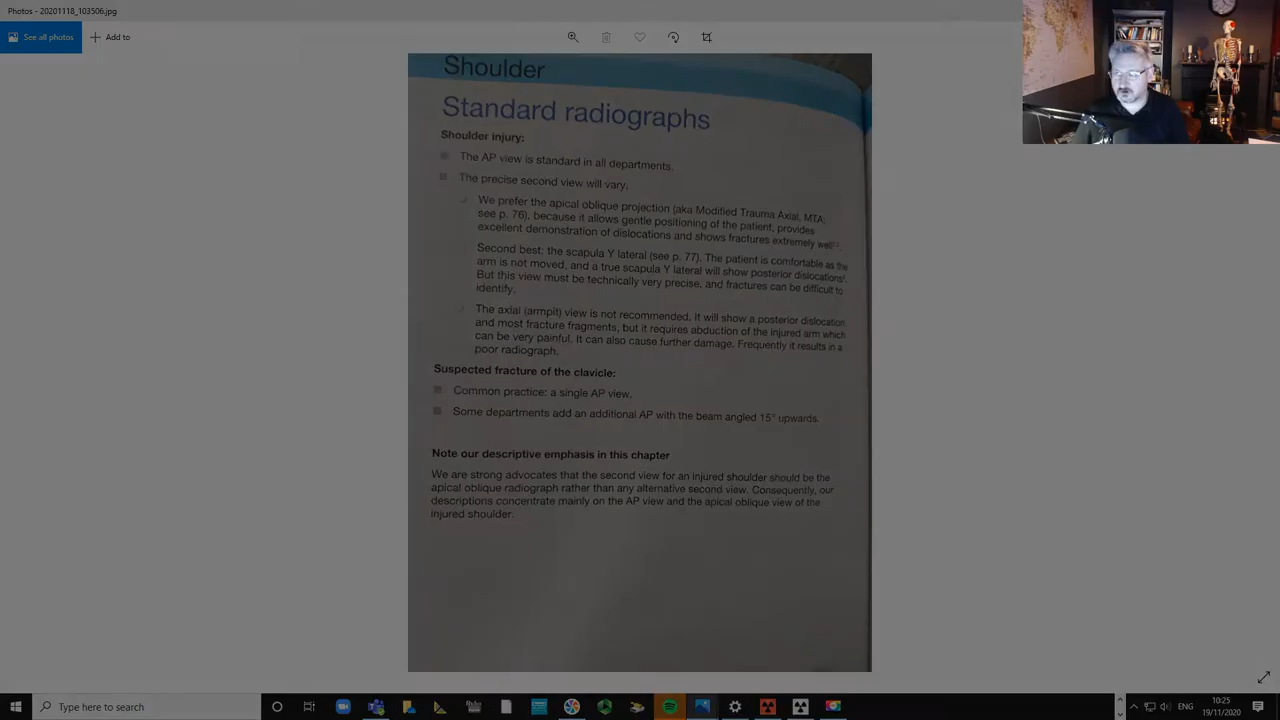 Photos - 20201118_103506.jpg
See all photos
Add to
Shoulder
Standard radiographs
Shoulder injury:
The AP view is standard in all departments.
The precise second view will vary.
We prefer the apical oblique projection (aka Modified Trauma Axial, MTA;
see p. 76), because it allows gentle positioning of the patient, provides
excellent demonstration of dislocations and shows fractures extremely well
Second best: the scapula Y lateral (see p. 77). The patient is comfortable as the
arm is not moved, and a true scapula Y lateral will show posterior dislocations².
But this view must be technically very precise, and fractures can be difficult to
identify.
The axial (armpit) view is not recommended. It will show a posterior dislocation
and most fracture fragments, but it requires abduction of the injured arm which
can be very painful. It can also cause further damage. Frequently it results in a
poor radiograph.
Suspected fracture of the clavicle:
Common practice: a single AP view.
Some departments add an additional AP with the beam angled 15° upwards.
Note our descriptive emphasis in this chapter
We are strong advocates that the second view for an injured shoulder should be the
apical oblique radiograph rather than any alternative second view. Consequently, our
descriptions concentrate mainly on the AP view and the apical oblique view of the
injured shoulder.
Type here to search
ENG
10:25
19/11/2020